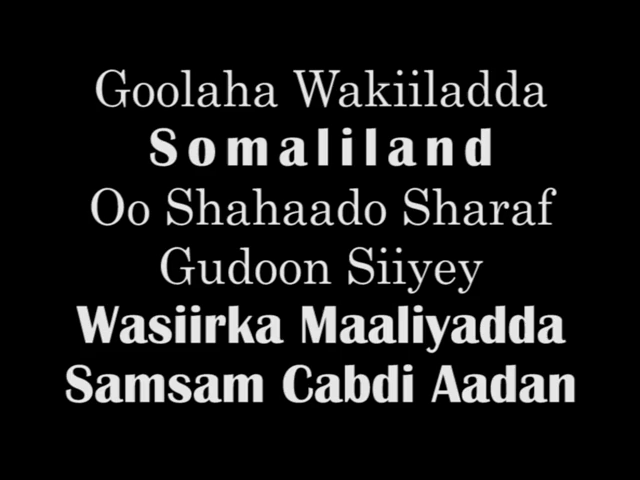 Goolaha Wakiiladda
Somaliland
Oo Shahaado Sharaf
Gudoon Siiyey
Wasiirka Maaliyadda
Samsam Cabdi Aadan